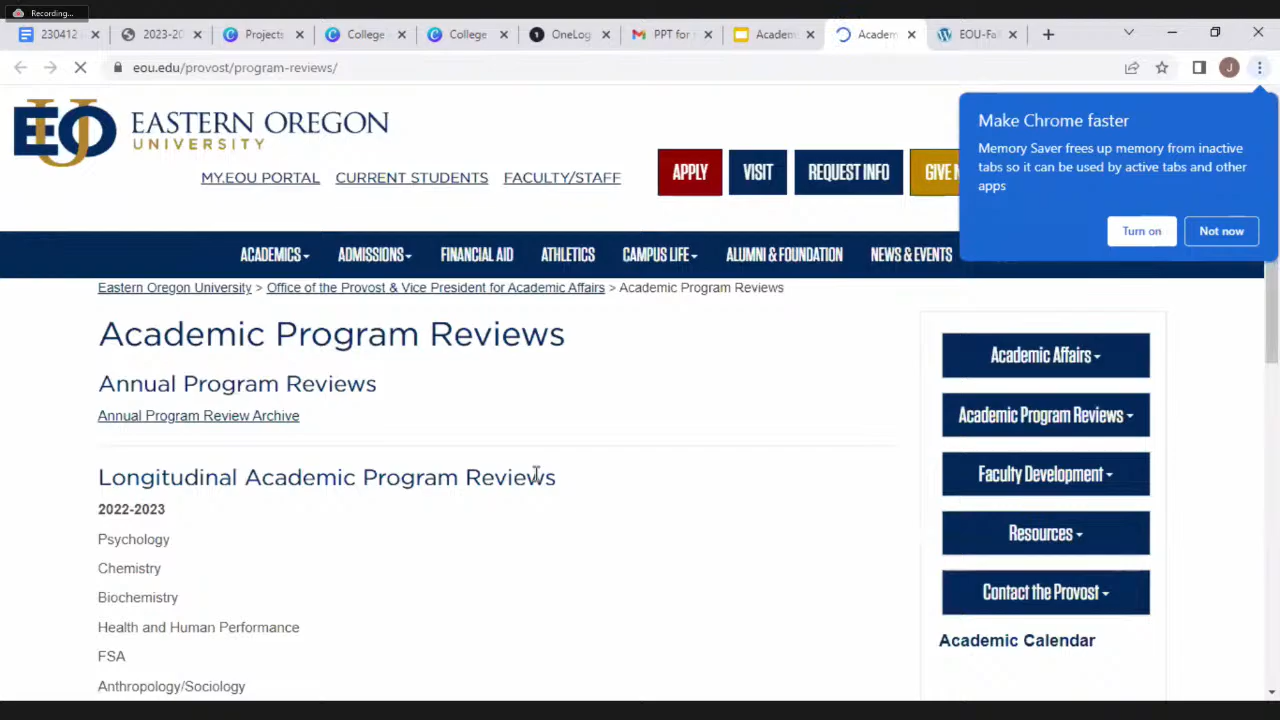 Recording...
230412
2023-20
Projects
College
College
OneLog
PPT for
Academ
Academ
EOU-Fal
eou.edu/provost/program-reviews/
J
Make Chrome faster
Memory Saver frees up memory from inactive
tabs so it can be used by active tabs and other
apps
Turn on
Not now
EOU
EASTERN OREGON
UNIVERSITY
MY.EOU PORTAL
CURRENT STUDENTS
FACULTY/STAFF
APPLY
VISIT
REQUEST INFO
GIVE
ACADEMICS
ADMISSIONS
FINANCIAL AID
ATHLETICS
CAMPUS LIFE
ALUMNI & FOUNDATION
NEWS & EVENTS
Eastern Oregon University > Office of the Provost & Vice President for Academic Affairs > Academic Program Reviews
Academic Program Reviews
Annual Program Reviews
Annual Program Review Archive
Longitudinal Academic Program Reviews
2022-2023
Psychology
Chemistry
Biochemistry
Health and Human Performance
FSA
Anthropology/Sociology
Academic Affairs
Academic Program Reviews
Faculty Development
Resources
Contact the Provost
Academic Calendar